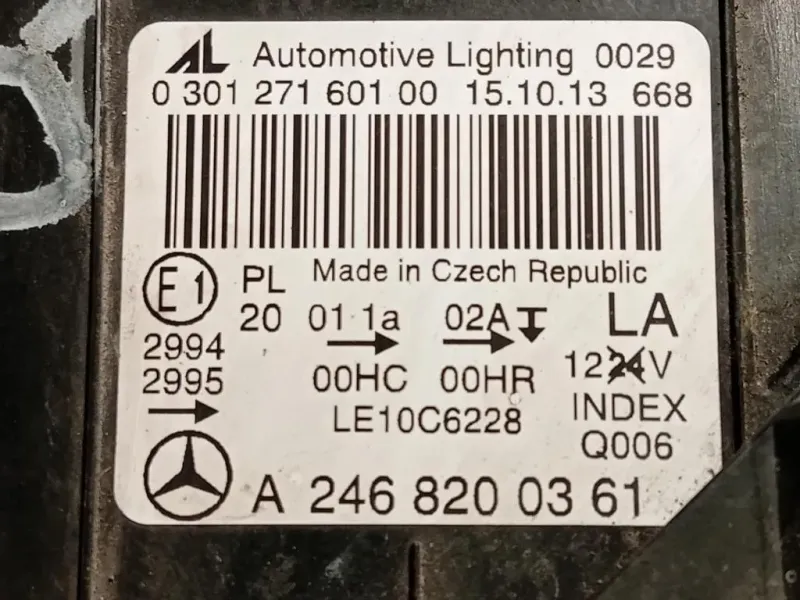 AL Automotive Lighting 0029
0 301 271 601 00 15.10.13 668
Made in Czech Republic
E1 PL
20 01 1a 02A LA
2994
2995 00HC 00HR 12 24 V
LE10C6228 INDEX
Q006
A 246 820 03 61